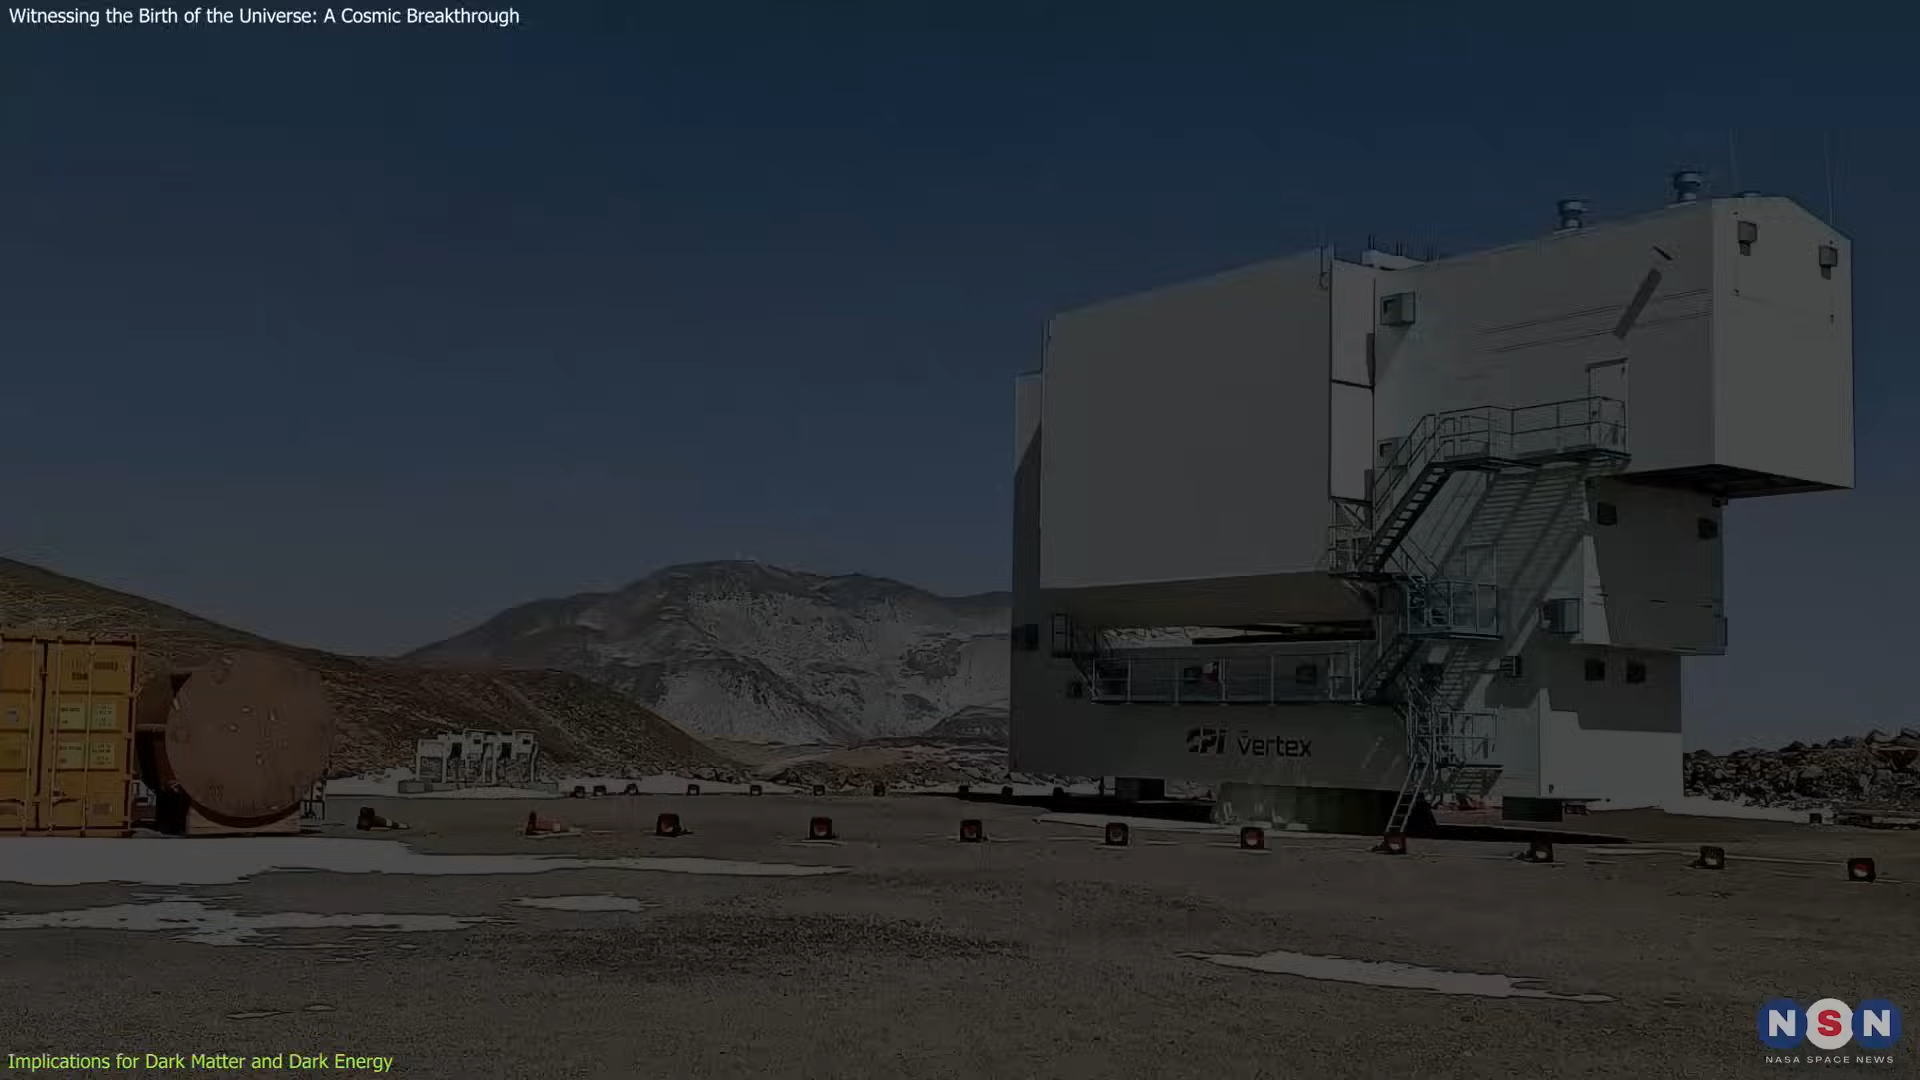 Witnessing the Birth of the Universe: A Cosmic Breakthrough
CPI vertex
Implications for Dark Matter and Dark Energy
NSN
NASA SPACE NEWS